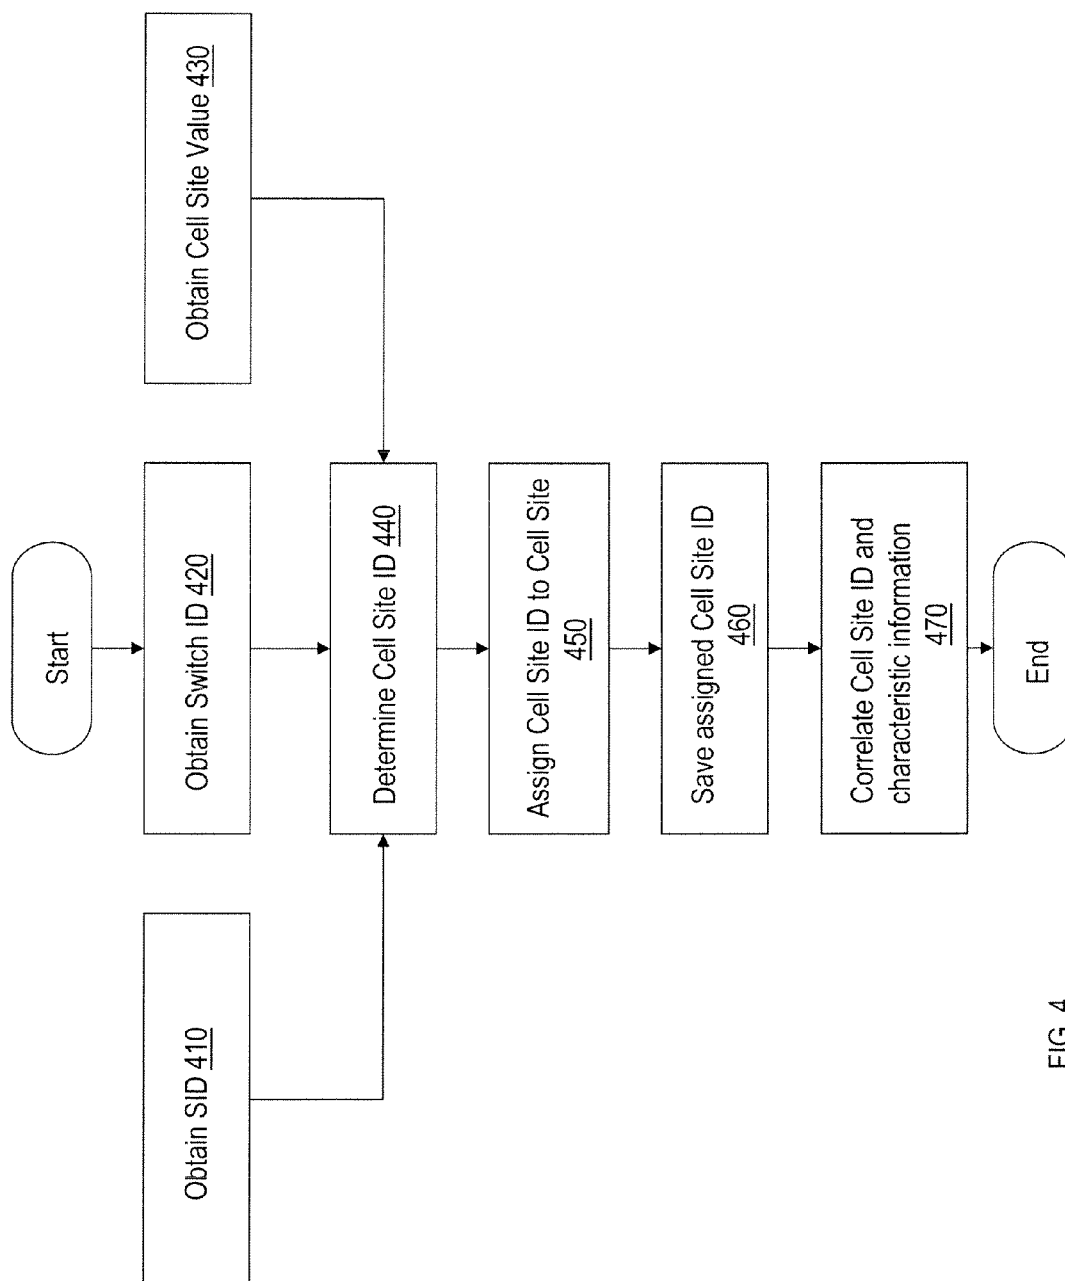 Start
Obtain SID 410
Obtain Switch ID 420
Obtain Cell Site Value 430
Determine Cell Site ID 440
Assign Cell Site ID to Cell Site
450
Save assigned Cell Site ID
460
Correlate Cell Site ID and
characteristic information
470
End
FIG. 4